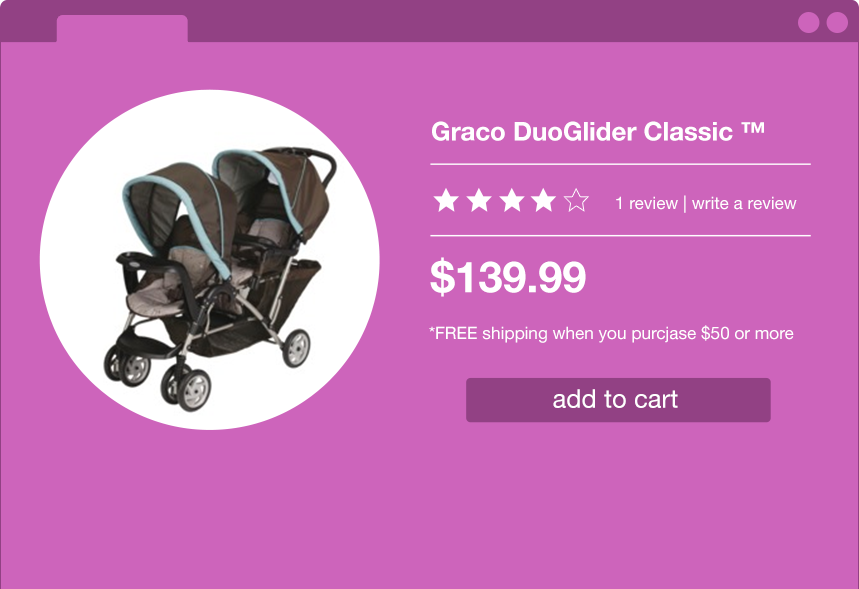 Graco DuoGlider Classic ™
1 review | write a review
$139.99
*FREE shipping when you purcjase $50 or more
add to cart